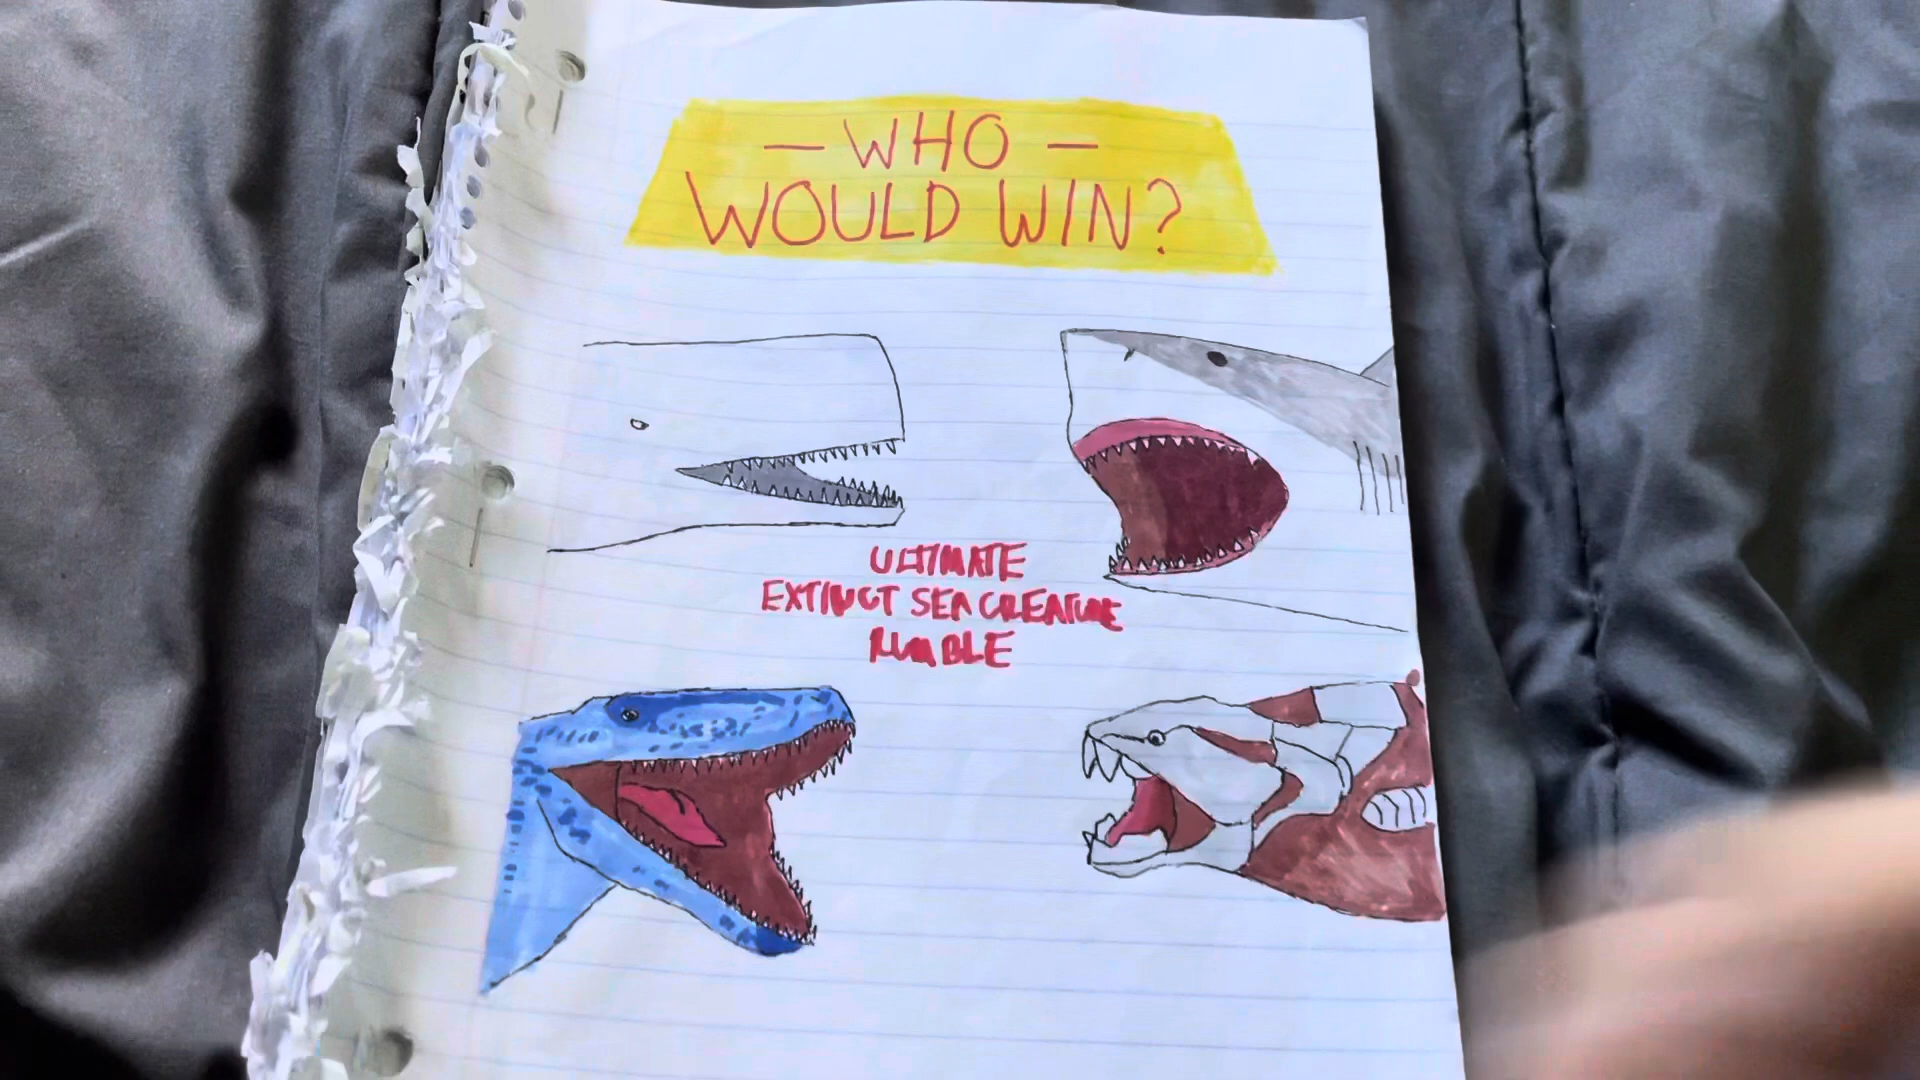 — WHO —
WOULD WIN?
ULTIMATE
EXTINCT SEA CREATURE
RUMBLE